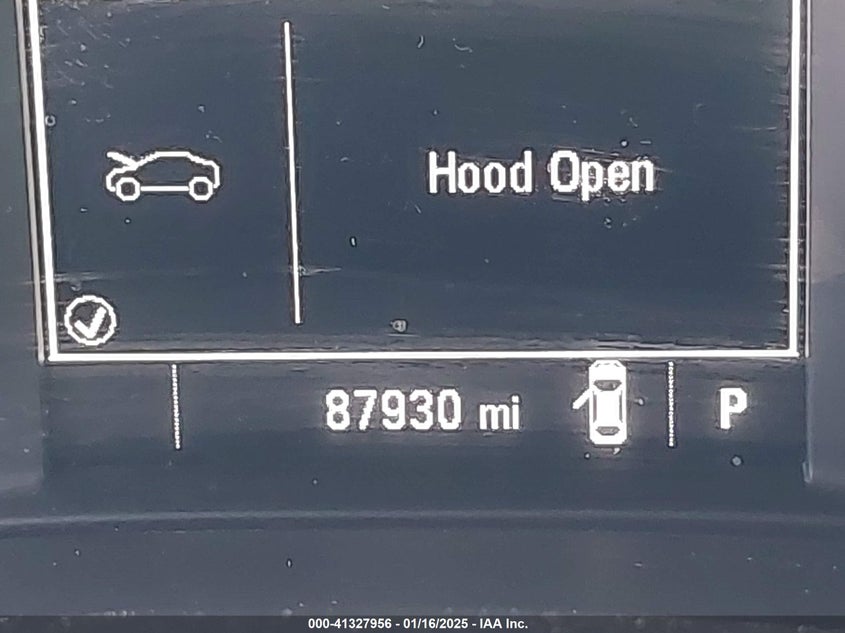 Hood Open
87930 mi P
000-41327956 - 01/16/2025 - IAA Inc.